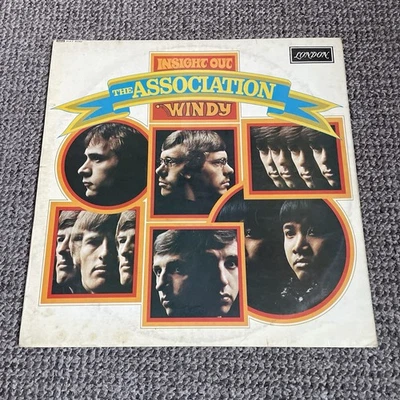 INSIGHT OUT
LONDON
THE ASSOCIATION
WINDY